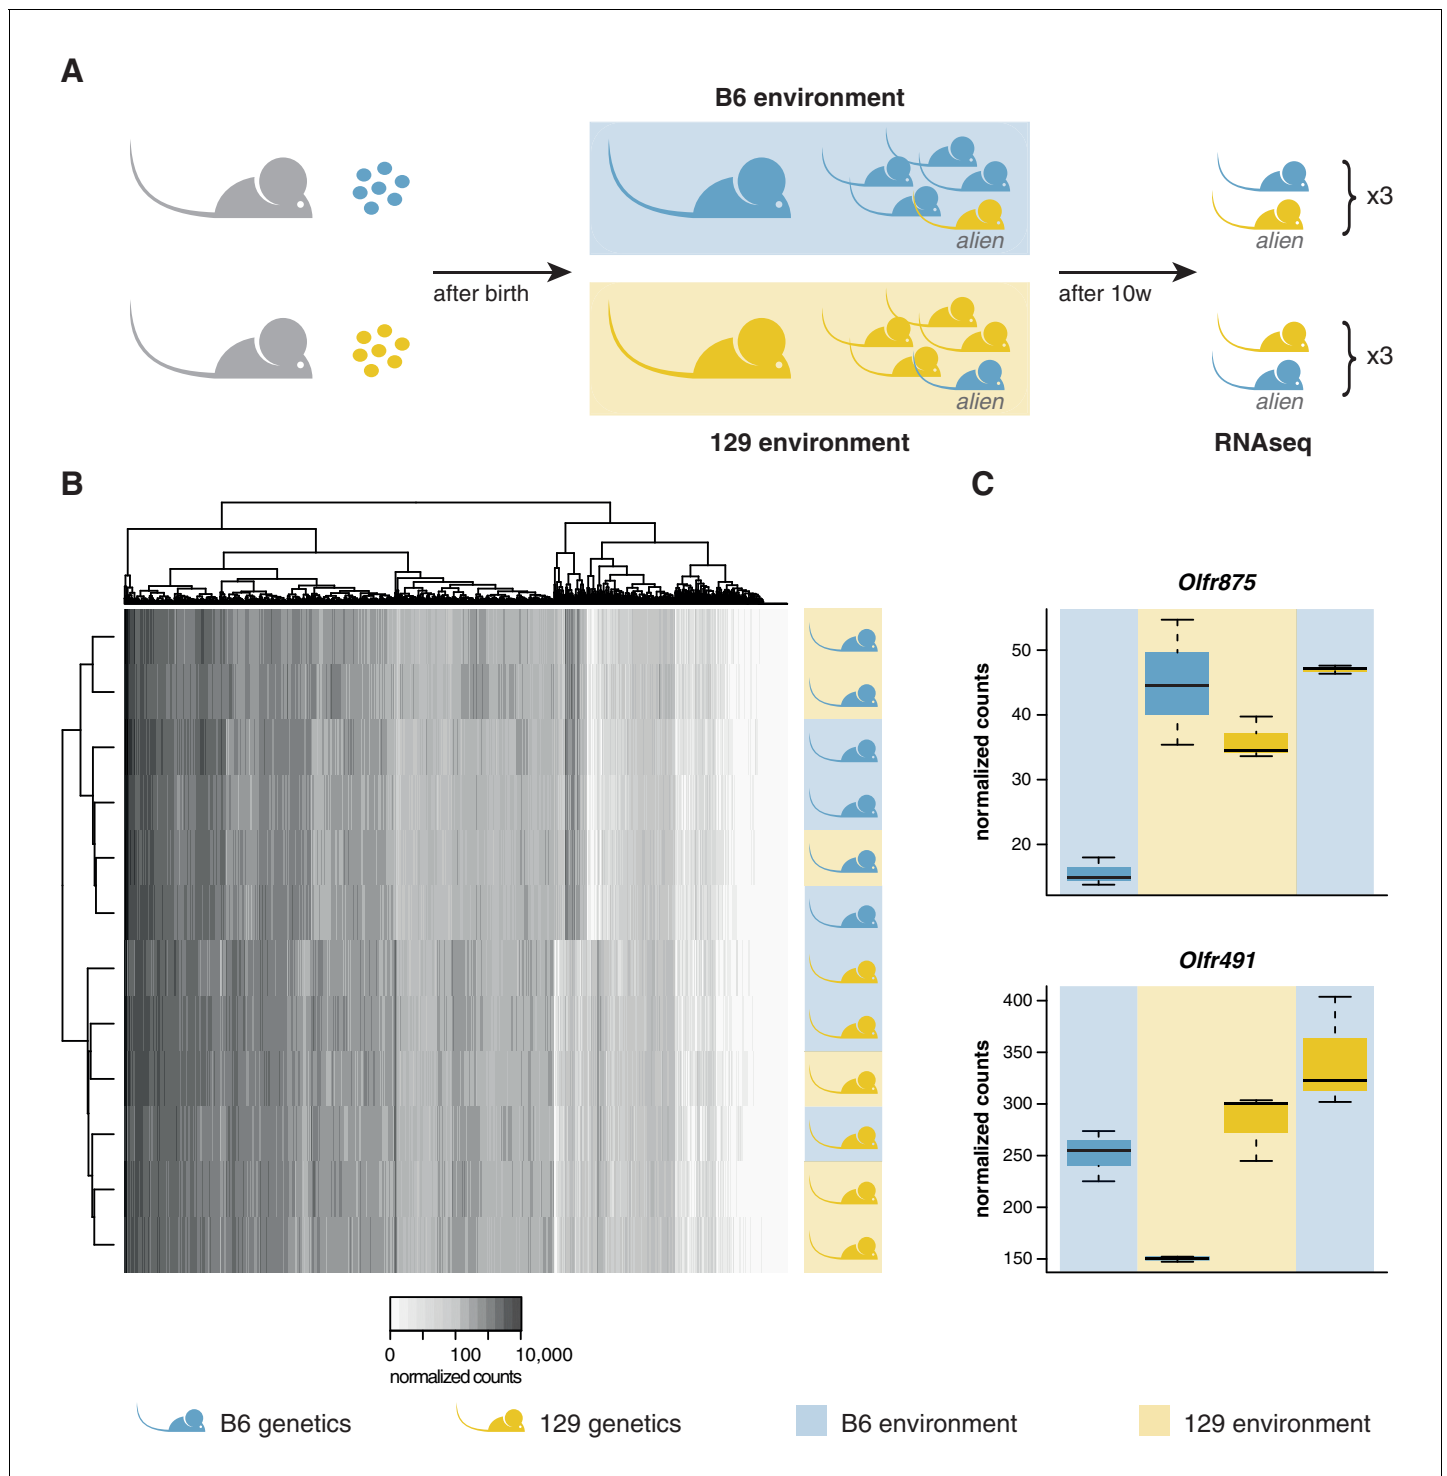 A
B6 environment
alien
after birth
129 environment
alien
after 10w
alien
x3
alien
x3
RNAseq
B
0 100 10,000
normalized counts
C
Olfr875
normalized counts
50
40
30
20
Olfr491
normalized counts
400
350
300
250
200
150
B6 genetics 129 genetics B6 environment 129 environment